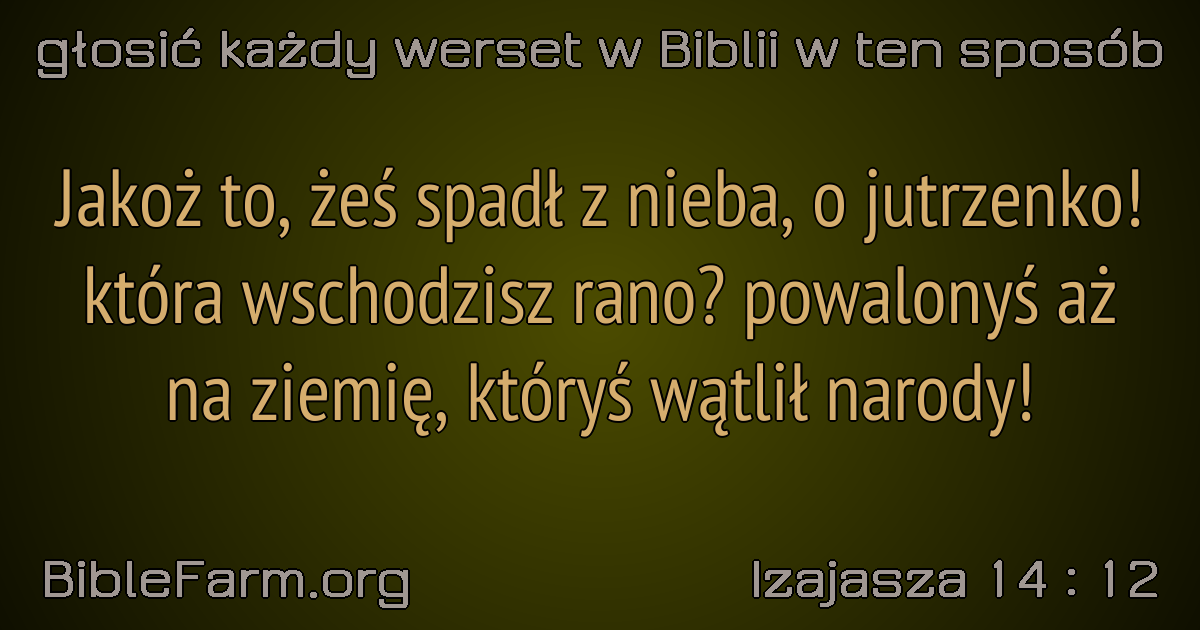 głosić każdy werset w Biblii w ten sposób
Jakoż to, żeś spadł z nieba, o jutrzenko!
która wschodzisz rano? powalonyś aż
na ziemię, któryś wątlił narody!
BibleFarm.org
Izajasza 14 : 12